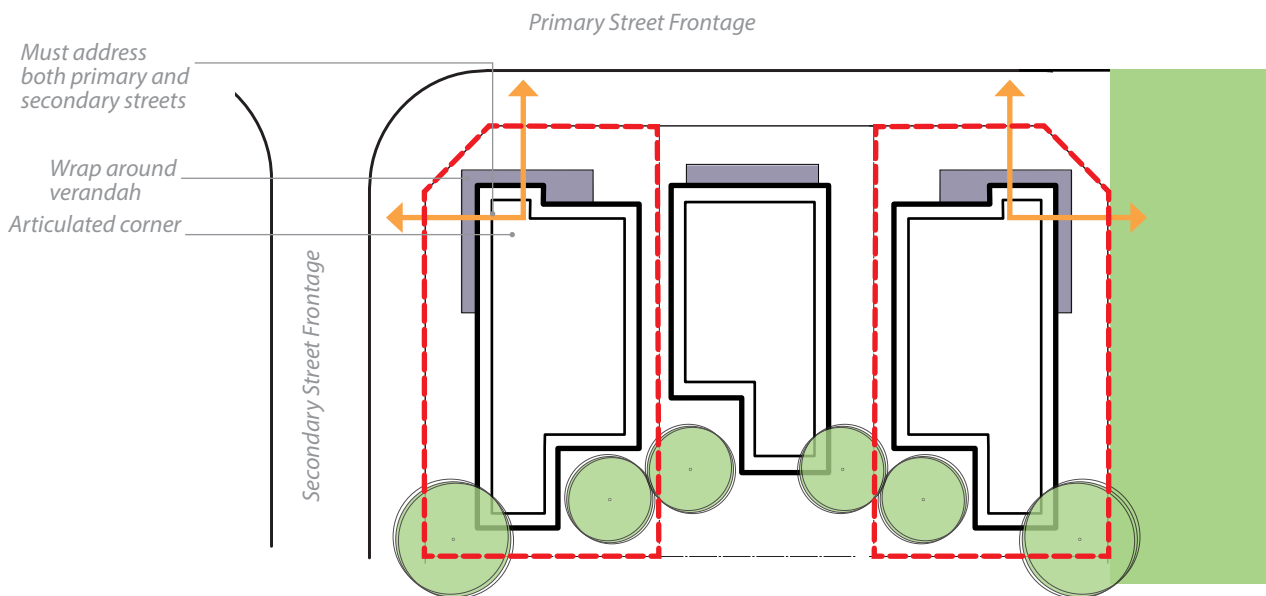 Primary Street Frontage
Must address
both primary and
secondary streets
Wrap around
verandah
Articulated corner
Secondary Street Frontage